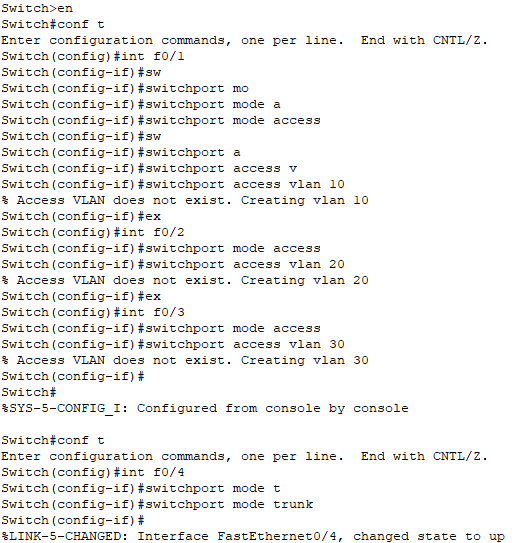 Switch>en
Switch#conf t
Enter configuration commands, one per line.  End with CNTL/Z.
Switch(config)#int f0/1
Switch(config-if)#sw
Switch(config-if)#switchport mo
Switch(config-if)#switchport mode a
Switch(config-if)#switchport mode access
Switch(config-if)#sw
Switch(config-if)#switchport a
Switch(config-if)#switchport access v
Switch(config-if)#switchport access vlan 10
% Access VLAN does not exist. Creating vlan 10
Switch(config-if)#ex
Switch(config)#int f0/2
Switch(config-if)#switchport mode access
Switch(config-if)#switchport access vlan 20
% Access VLAN does not exist. Creating vlan 20
Switch(config-if)#ex
Switch(config)#int f0/3
Switch(config-if)#switchport mode access
Switch(config-if)#switchport access vlan 30
% Access VLAN does not exist. Creating vlan 30
Switch(config-if)#
Switch#
%SYS-5-CONFIG_I: Configured from console by console

Switch#conf t
Enter configuration commands, one per line.  End with CNTL/Z.
Switch(config)#int f0/4
Switch(config-if)#switchport mode t
Switch(config-if)#switchport mode trunk
Switch(config-if)#
%LINK-5-CHANGED: Interface FastEthernet0/4, changed state to up